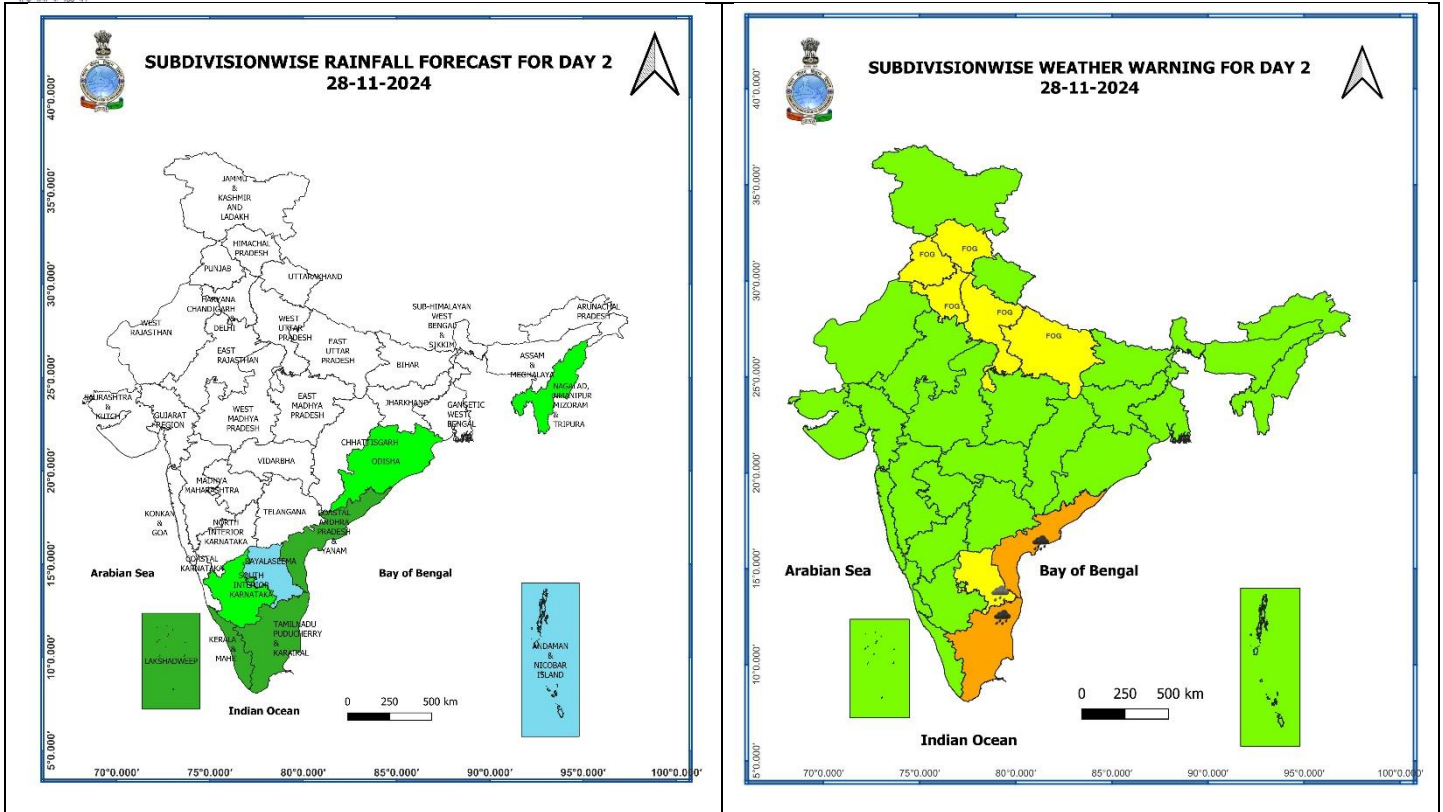 SUBDIVISIONWISE RAINFALL FORECAST FOR DAY 2
28-11-2024
40°0.000'
35°0.000'
30°0.000'
25°0.000'
20°0.000'
15°0.000'
10°0.000'
5°0.000'
JAMMU
&
KASHMIR
AND
LADAKH
HIMACHAL
PRADESH
PUNJAB
UTTARAKHAND
HARYANA
CHANDIGARH
&
DELHI
WEST
RAJASTHAN
WEST
UTTAR
PRADESH
SUB-HIMALAYAN
WEST
BENGAL
&
SIKKIM
ARUNACHAL
PRADESH
EAST
RAJASTHAN
EAST
UTTAR
PRADESH
BIHAR
ASSAM
&
MEGHALAYA
SAURASHTRA
&
KUTCH
GUJARAT
REGION
WEST
MADHYA
PRADESH
EAST
MADHYA
PRADESH
JHARKHAND
GANGETIC
WEST
BENGAL
MANIPUR
MIZORAM
&
TRIPURA
CHHATTISGARH
ODISHA
VIDARBHA
MADHYA
MAHARASHTRA
KONKAN
&
GOA
TELANGANA
COASTAL
ANDHRA
PRADESH
&
YANAM
NORTH
INTERIOR
KARNATAKA
COASTAL
KARNATAKA
RAYALASEEMA
SOUTH
INTERIOR
KARNATAKA
Arabian Sea
Bay of Bengal
LAKSHADWEEP
KERALA
&
MAHE
TAMILNADU
PUDUCHERRY
&
KARAIKAL
ANDAMAN
&
NICOBAR
ISLAND
0 250 500 km
Indian Ocean
70°0.000' 75°0.000' 80°0.000' 85°0.000' 90°0.000' 95°0.000' 100°0.000'
SUBDIVISIONWISE WEATHER WARNING FOR DAY 2
28-11-2024
40°0.000'
35°0.000'
30°0.000'
25°0.000'
20°0.000'
15°0.000'
10°0.000'
5°0.000'
FOG
FOG
FOG
FOG
FOG
Arabian Sea
Bay of Bengal
0 250 500 km
Indian Ocean
70°0.000' 75°0.000' 80°0.000' 85°0.000' 90°0.000' 95°0.000' 100°0.000'